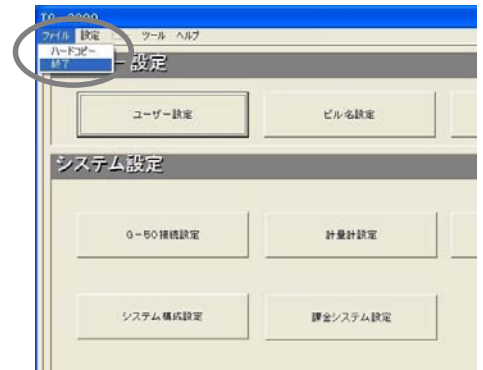 TG-2000
ファイル 設定 ツール ヘルプ
ハードコピー
終了
ー 設定
ユーザー設定 ビル名設定
システム設定
G-50接続設定 計量計設定
システム構成設定 課金システム設定